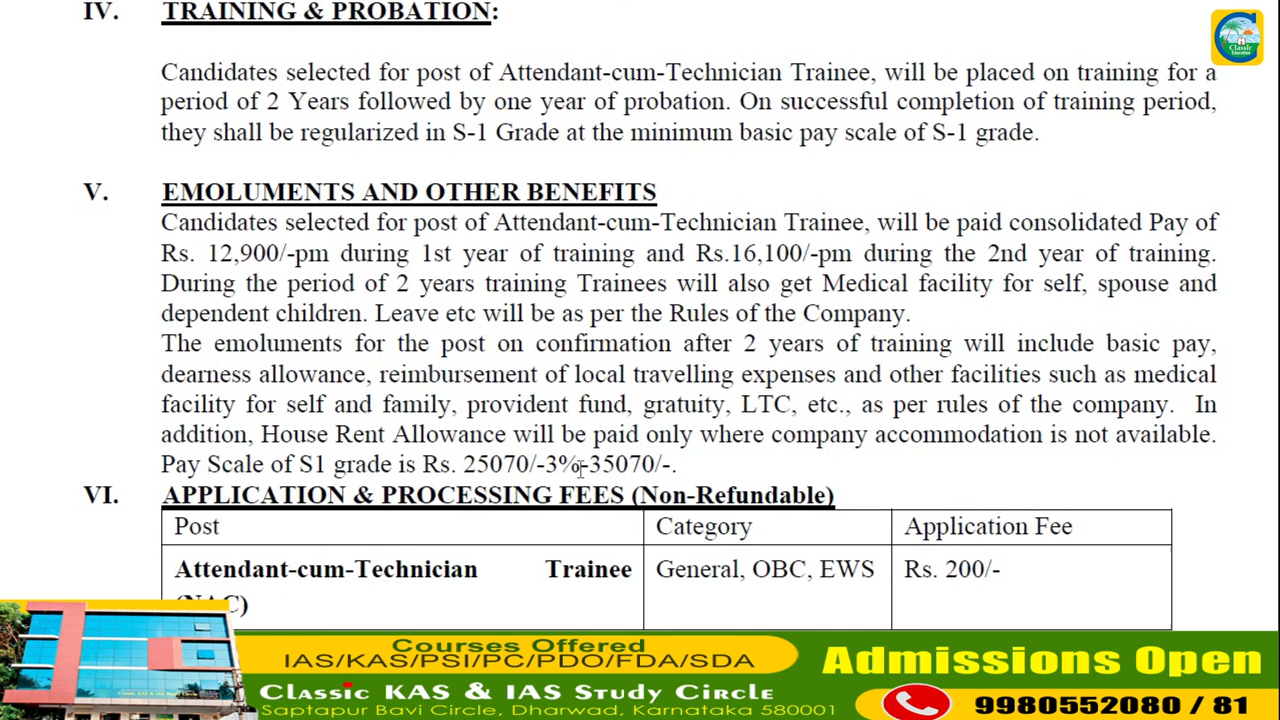 IV. TRAINING & PROBATION:
Classic
Education
Candidates selected for post of Attendant-cum-Technician Trainee, will be placed on training for a
period of 2 Years followed by one year of probation. On successful completion of training period,
they shall be regularized in S-1 Grade at the minimum basic pay scale of S-1 grade.
V. EMOLUMENTS AND OTHER BENEFITS
Candidates selected for post of Attendant-cum-Technician Trainee, will be paid consolidated Pay of
Rs. 12,900/-pm during 1st year of training and Rs.16,100/-pm during the 2nd year of training.
During the period of 2 years training Trainees will also get Medical facility for self, spouse and
dependent children. Leave etc will be as per the Rules of the Company.
The emoluments for the post on confirmation after 2 years of training will include basic pay,
dearness allowance, reimbursement of local travelling expenses and other facilities such as medical
facility for self and family, provident fund, gratuity, LTC, etc., as per rules of the company. In
addition, House Rent Allowance will be paid only where company accommodation is not available.
Pay Scale of S1 grade is Rs. 25070/-3%-35070/-.
VI. APPLICATION & PROCESSING FEES (Non-Refundable)
Post Category Application Fee
Attendant-cum-Technician Trainee General, OBC, EWS Rs. 200/-
(NAC)
Courses Offered
IAS/KAS/PSI/PC/PDO/FDA/SDA
Admissions Open
Classic KAS & IAS Study Circle
Saptapur Bavi Circle, Dharwad, Karnataka 580001
9980552080 / 81